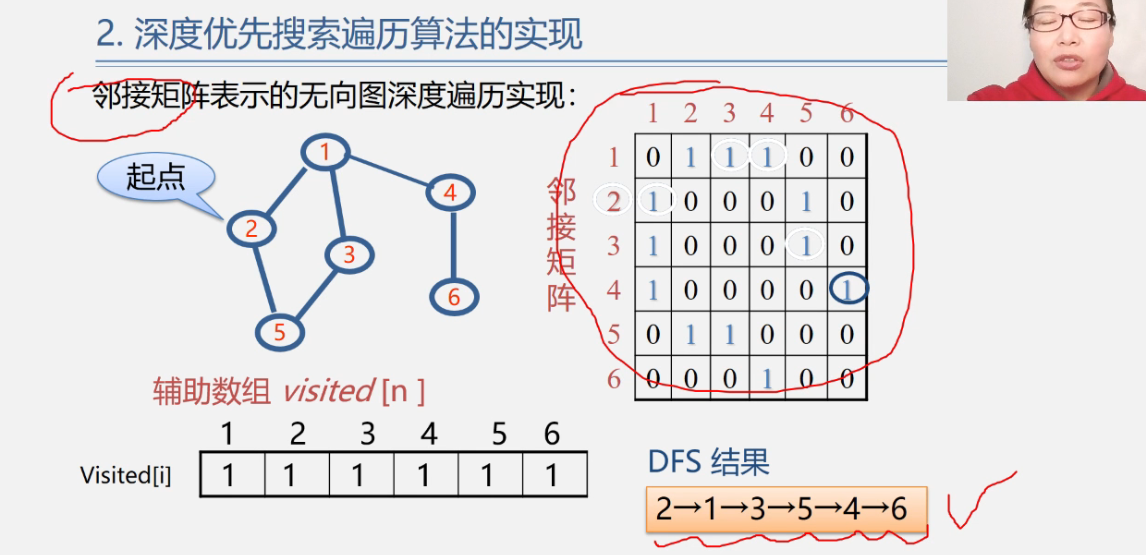 2. 深度优先搜索遍历算法的实现
邻接矩阵表示的无向图深度遍历实现：
起点
1
2
3
4
5
6
邻接矩阵
1 2 3 4 5 6
1 0 1 1 1 0 0
2 1 0 0 0 1 0
3 1 0 0 0 1 0
4 1 0 0 0 0 1
5 0 1 1 0 0 0
6 0 0 0 1 0 0
辅助数组 visited [n ]
1 2 3 4 5 6
Visited[i] 1 1 1 1 1 1
DFS 结果
2→1→3→5→4→6